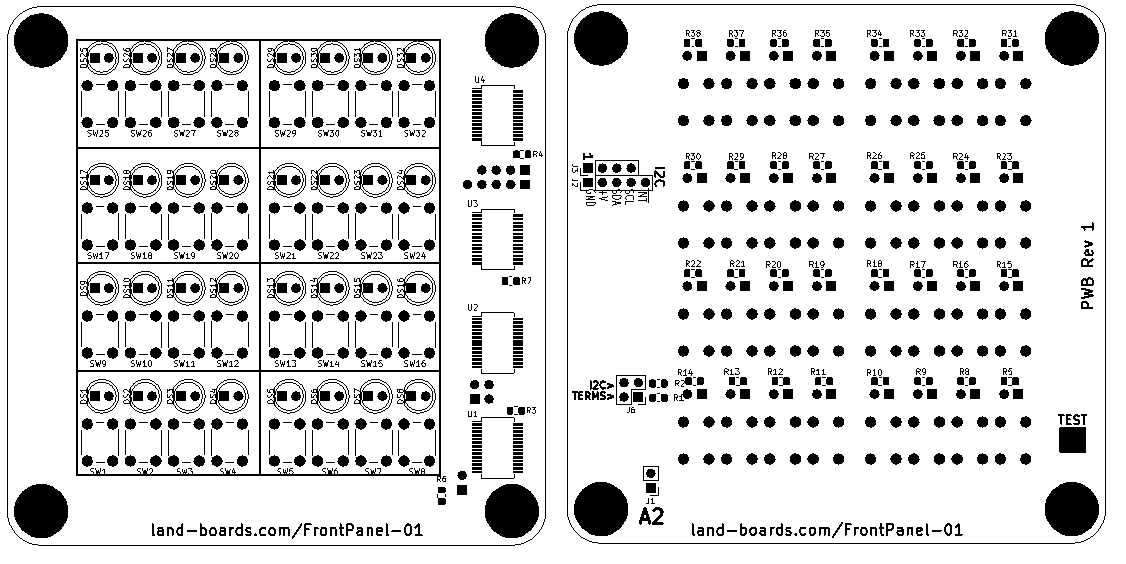 DS25 DS26 DS27 DS28 DS29 DS30 DS31 DS32
U4
SW25 SW26 SW27 SW28 SW29 SW30 SW31 SW32
R4
DS17 DS18 DS19 DS20 DS21 DS22 DS23 DS24
U3
SW17 SW18 SW19 SW20 SW21 SW22 SW23 SW24
R7
DS9 DS10 DS11 DS12 DS13 DS14 DS15 DS16
U2
SW9 SW10 SW11 SW12 SW13 SW14 SW15 SW16
DS1 DS2 DS3 DS4 DS5 DS6 DS7 DS8
R3
U1
SW1 SW2 SW3 SW4 SW5 SW6 SW7 SW8
R6
land-boards.com/FrontPanel-01
R38 R37 R36 R35 R34 R33 R32 R31
1
J3
J2
I2C
GND +V SDA SCL INT
R30 R29 R28 R27 R26 R25 R24 R23
PWB Rev 1
R22 R21 R20 R19 R18 R17 R16 R15
R14 R13 R12 R11 R10 R9 R8 R5
I2C> R2
TERMS> R1
J6
TEST
J1
A2
land-boards.com/FrontPanel-01